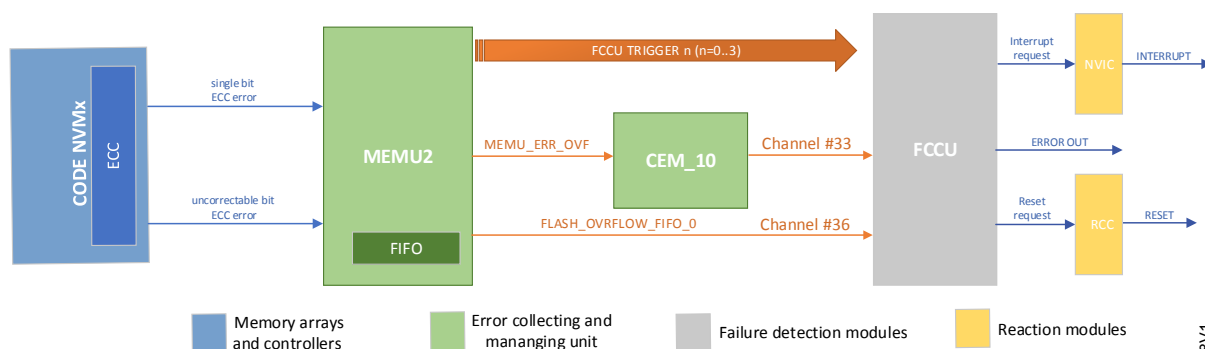 FCCU TRIGGER n (n=0..3)
Interrupt
request
NVIC
INTERRUPT
single bit
ECC error
CODE NVMx
ECC
MEMU2
MEMU_ERR_OVF
CEM_10
Channel #33
FCCU
ERROR OUT
uncorrectable bit
ECC error
FLASH_OVRFLOW_FIFO_0
Channel #36
Reset
request
RCC
RESET
FIFO
Memory arrays
and controllers
Error collecting and
mananging unit
Failure detection modules
Reaction modules